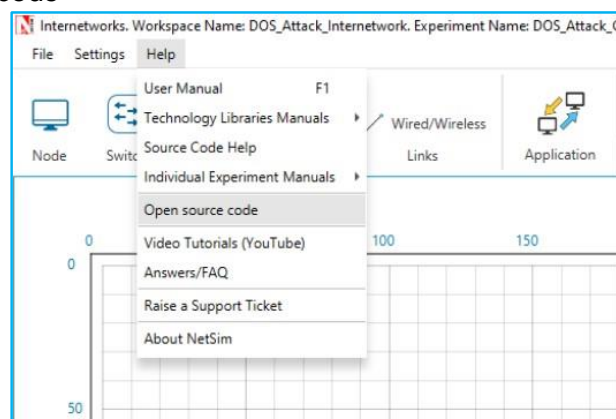 Internetworks. Workspace Name: DOS_Attack_Internetwork. Experiment Name: DOS_Attack_
File Settings Help
User Manual F1
Technology Libraries Manuals
Source Code Help
Individual Experiment Manuals
Open source code
Video Tutorials (YouTube)
Answers/FAQ
Raise a Support Ticket
About NetSim
Node
Wired/Wireless
Links
Application
0 100 150
0
50